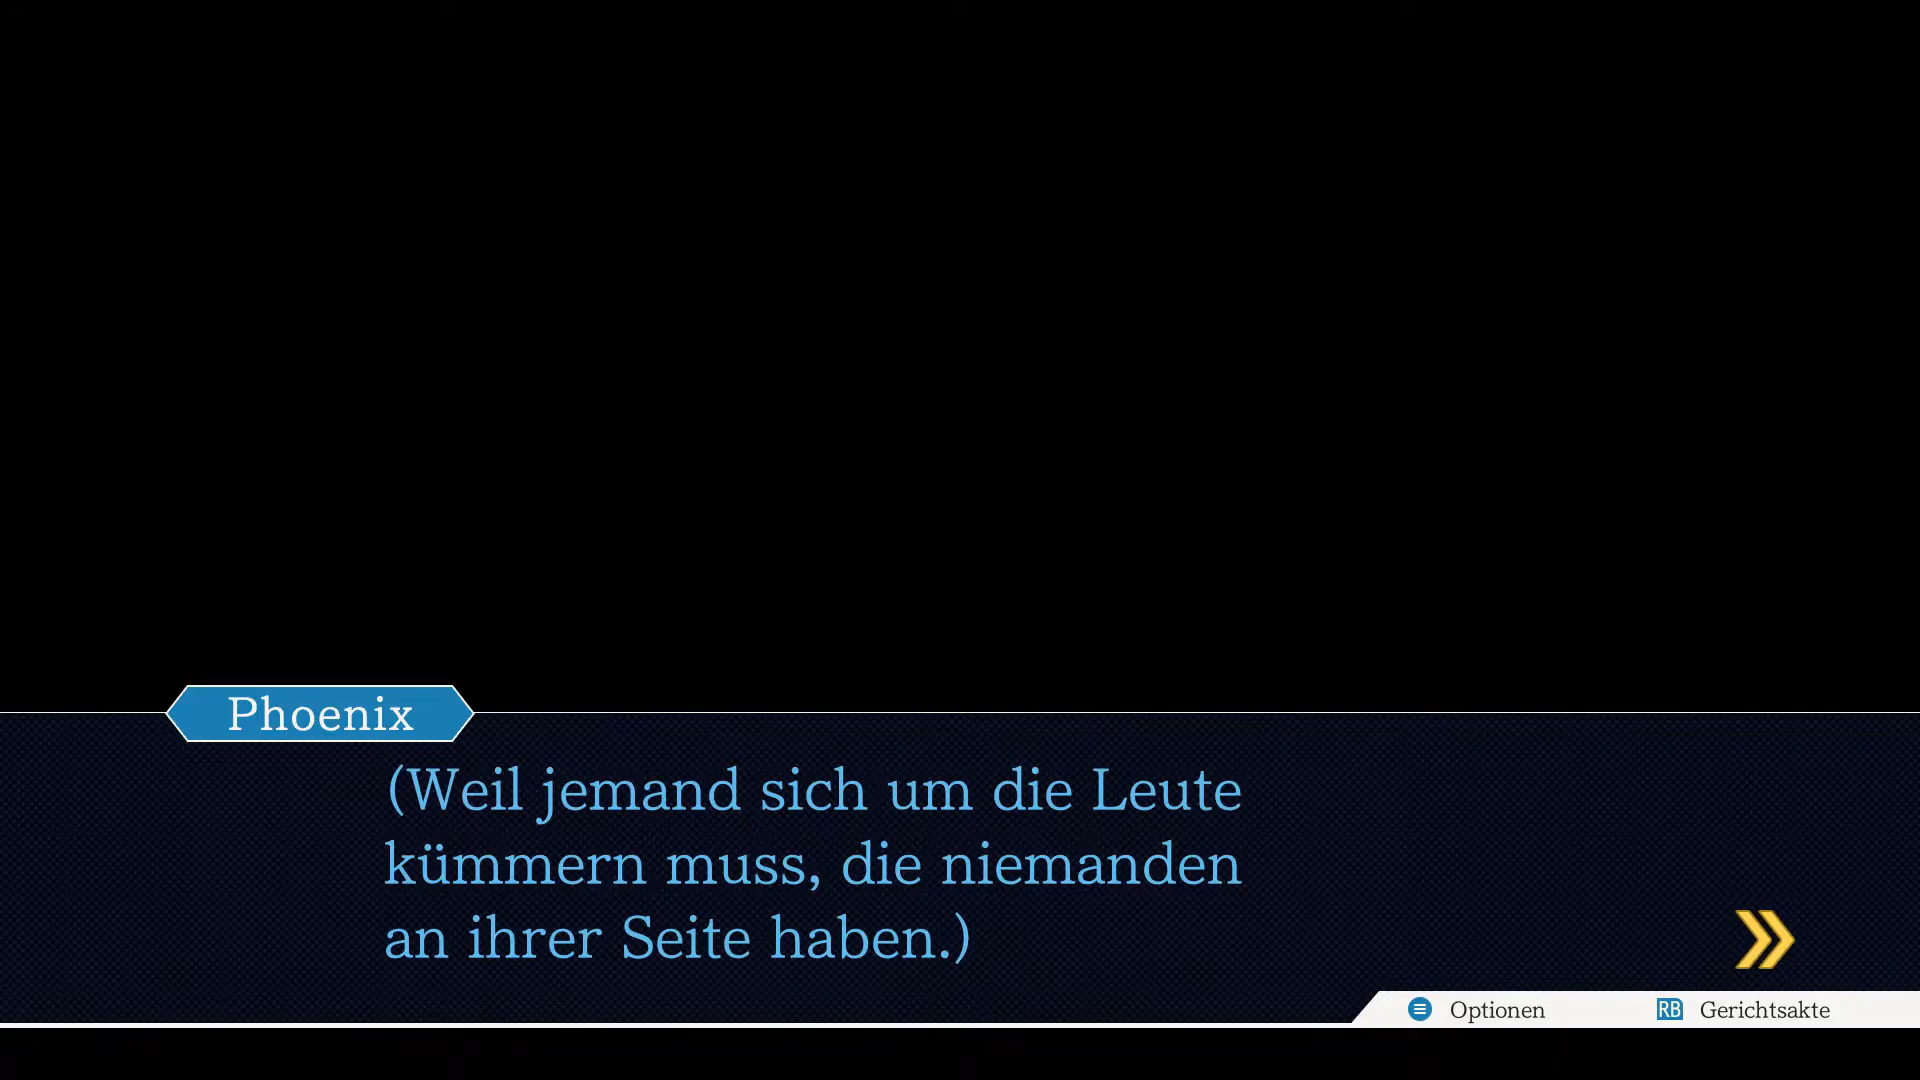 Phoenix
(Weil jemand sich um die Leute
kümmern muss, die niemanden
an ihrer Seite haben.)
Optionen
RB Gerichtsakte